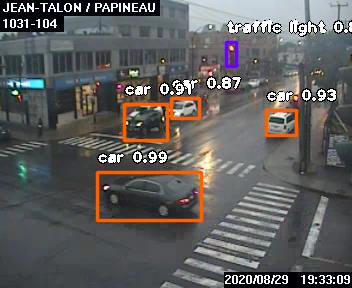 JEAN-TALON / PAPINEAU
1031-104
traffic light 0.8
car 0.91
car 0.87
car 0.93
car 0.99
2020/08/29 19:33:09